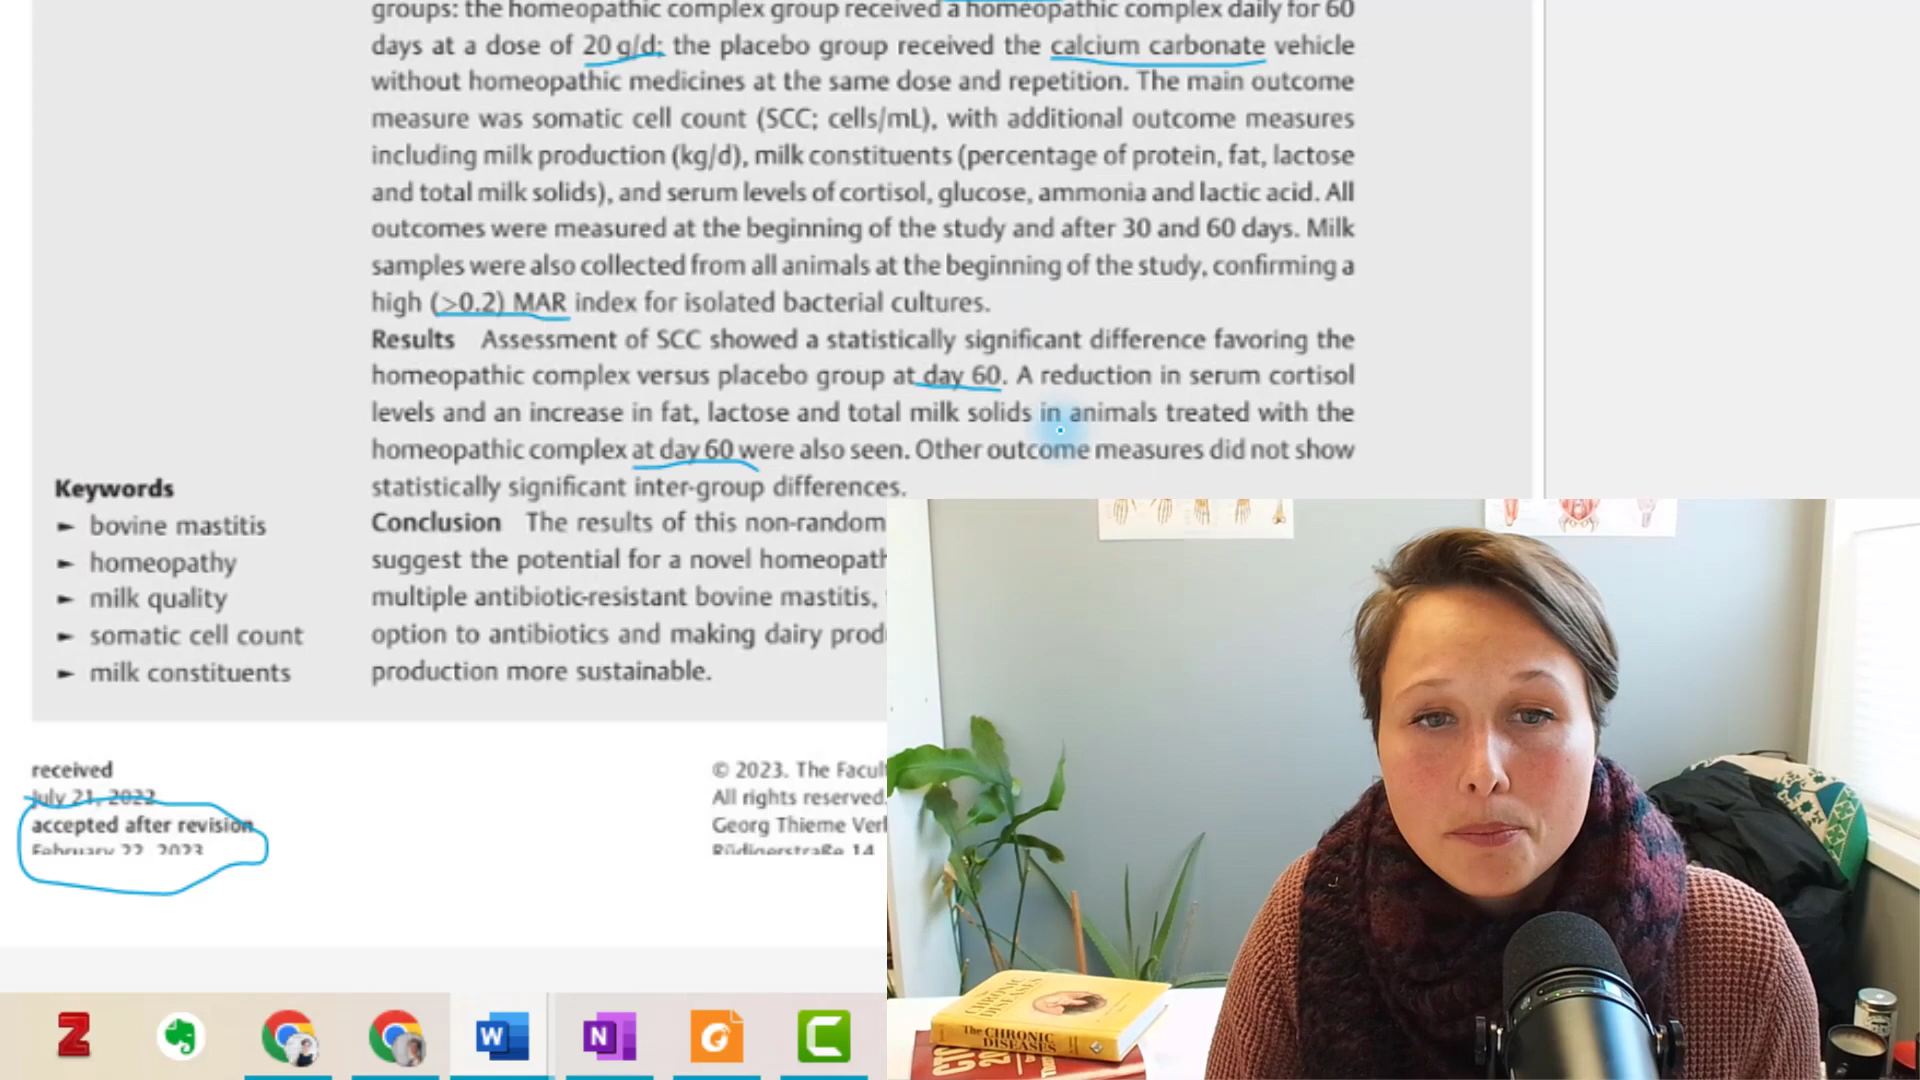 groups: the homeopathic complex group received a homeopathic complex daily for 60
days at a dose of 20 g/d; the placebo group received the calcium carbonate vehicle
without homeopathic medicines at the same dose and repetition. The main outcome
measure was somatic cell count (SCC; cells/mL), with additional outcome measures
including milk production (kg/d), milk constituents (percentage of protein, fat, lactose
and total milk solids), and serum levels of cortisol, glucose, ammonia and lactic acid. All
outcomes were measured at the beginning of the study and after 30 and 60 days. Milk
samples were also collected from all animals at the beginning of the study, confirming a
high (>0.2) MAR index for isolated bacterial cultures.
Results Assessment of SCC showed a statistically significant difference favoring the
homeopathic complex versus placebo group at day 60. A reduction in serum cortisol
levels and an increase in fat, lactose and total milk solids in animals treated with the
homeopathic complex at day 60 were also seen. Other outcome measures did not show
statistically significant inter-group differences.
Conclusion The results of this non-random
suggest the potential for a novel homeopath
multiple antibiotic-resistant bovine mastitis,
option to antibiotics and making dairy prod
production more sustainable.
Keywords
► bovine mastitis
► homeopathy
► milk quality
► somatic cell count
► milk constituents
received
July 21, 2022
accepted after revision
February 22, 2023
© 2023. The Facul
All rights reserved.
Georg Thieme Verl
Rüdigerstraße 14
Z
W
N
C
CHRONIC
DISEASES
The CHRONIC
DISEASES